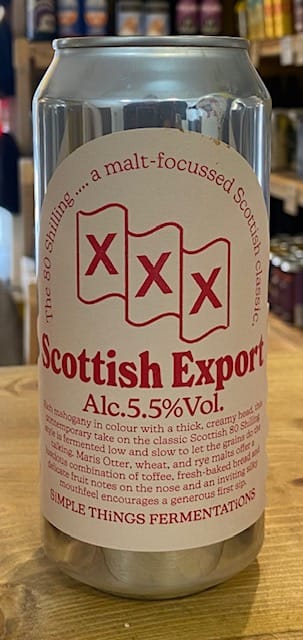 The 80 Shilling .... a malt-focussed Scottish classic.
X X X
Scottish Export
Alc.5.5%Vol.
Rich mahogany in colour with a thick, creamy head, this
contemporary take on the classic Scottish 80 Shilling
style is fermented low and slow to let the grains do the
talking. Maris Otter, wheat, and rye malts offer a
luscious combination of toffee, fresh-baked bread and
delicate fruit notes on the nose and an inviting silky
mouthfeel encourages a generous first sip.
SiMPLE THiNGS FERMENTATiONS